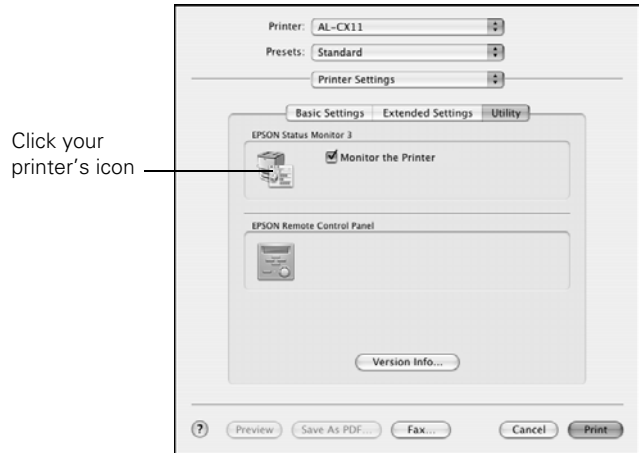 Printer: AL-CX11
Presets: Standard
Printer Settings
Basic Settings Extended Settings Utility
EPSON Status Monitor 3
Click your
printer's icon
Monitor the Printer
EPSON Remote Control Panel
Version Info...
? Preview Save As PDF... Fax... Cancel Print